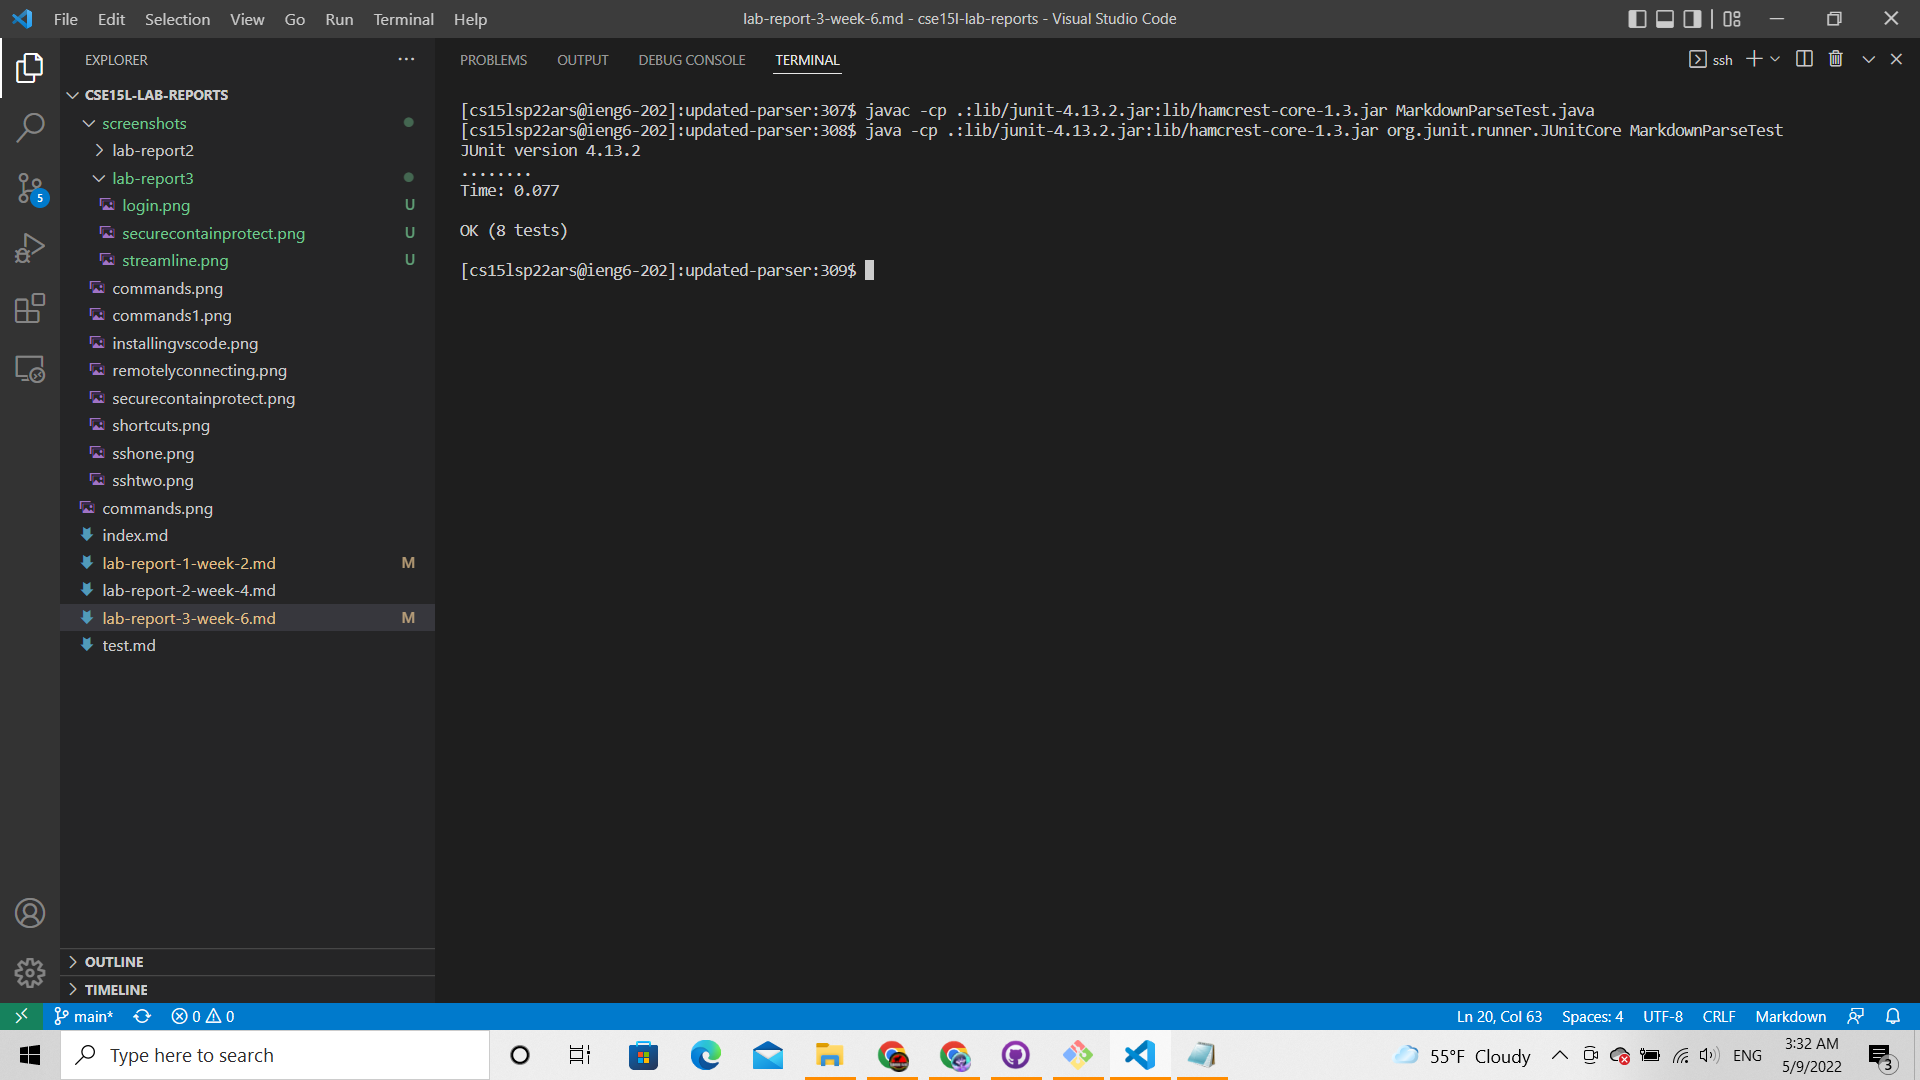 File Edit Selection View Go Run Terminal Help
lab-report-3-week-6.md - cse15l-lab-reports - Visual Studio Code
EXPLORER
CSE15L-LAB-REPORTS
screenshots
lab-report2
lab-report3
login.png U
securecontainprotect.png U
streamline.png U
commands.png
commands1.png
installingvscode.png
remotelyconnecting.png
securecontainprotect.png
shortcuts.png
sshone.png
sshtwo.png
commands.png
index.md
lab-report-1-week-2.md M
lab-report-2-week-4.md
lab-report-3-week-6.md M
test.md
OUTLINE
TIMELINE
5
PROBLEMS OUTPUT DEBUG CONSOLE TERMINAL
ssh
[cs15lsp22ars@ieng6-202]:updated-parser:307$ javac -cp .:lib/junit-4.13.2.jar:lib/hamcrest-core-1.3.jar MarkdownParseTest.java
[cs15lsp22ars@ieng6-202]:updated-parser:308$ java -cp .:lib/junit-4.13.2.jar:lib/hamcrest-core-1.3.jar org.junit.runner.JUnitCore MarkdownParseTest
JUnit version 4.13.2
........
Time: 0.077
OK (8 tests)
[cs15lsp22ars@ieng6-202]:updated-parser:309$
main* 0 0
Ln 20, Col 63 Spaces: 4 UTF-8 CRLF Markdown
Type here to search
55°F Cloudy
ENG
3:32 AM
5/9/2022
3